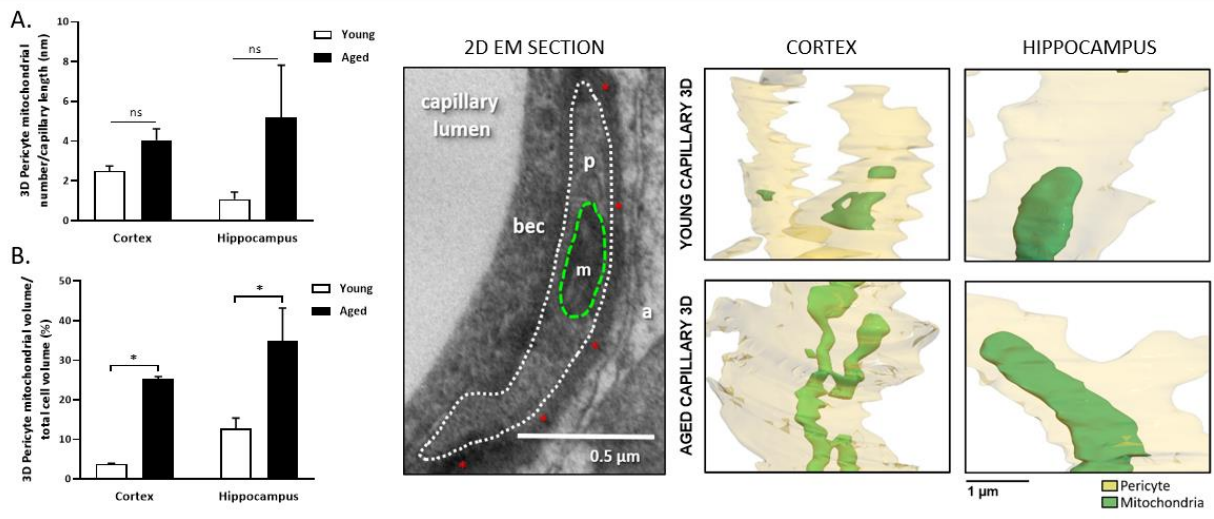 A.
3D Pericyte mitochondrial
number/capillary length (nm)
10
8
6
4
2
0
ns
ns
Young
Aged
Cortex
Hippocampus
B.
3D Pericyte mitochondria volume/
total cell volume (%)
50
40
30
20
10
0
*
*
Young
Aged
Cortex
Hippocampus
2D EM SECTION
capillary
lumen
p
bec
m
a
0.5 µm
CORTEX
HIPPOCAMPUS
YOUNG CAPILLARY 3D
AGED CAPILLARY 3D
1 µm
Pericyte
Mitochondria